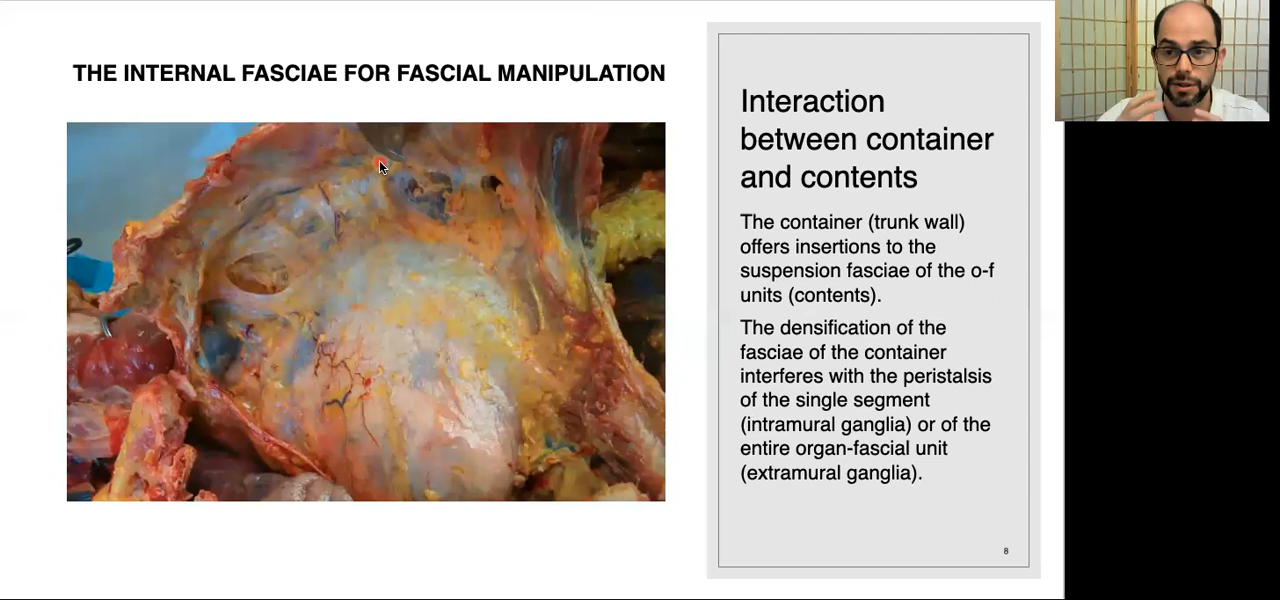 THE INTERNAL FASCIAE FOR FASCIAL MANIPULATION
Interaction
between container
and contents
The container (trunk wall)
offers insertions to the
suspension fasciae of the o-f
units (contents).
The densification of the
fasciae of the container
interferes with the peristalsis
of the single segment
(intramural ganglia) or of the
entire organ-fascial unit
(extramural ganglia).
8